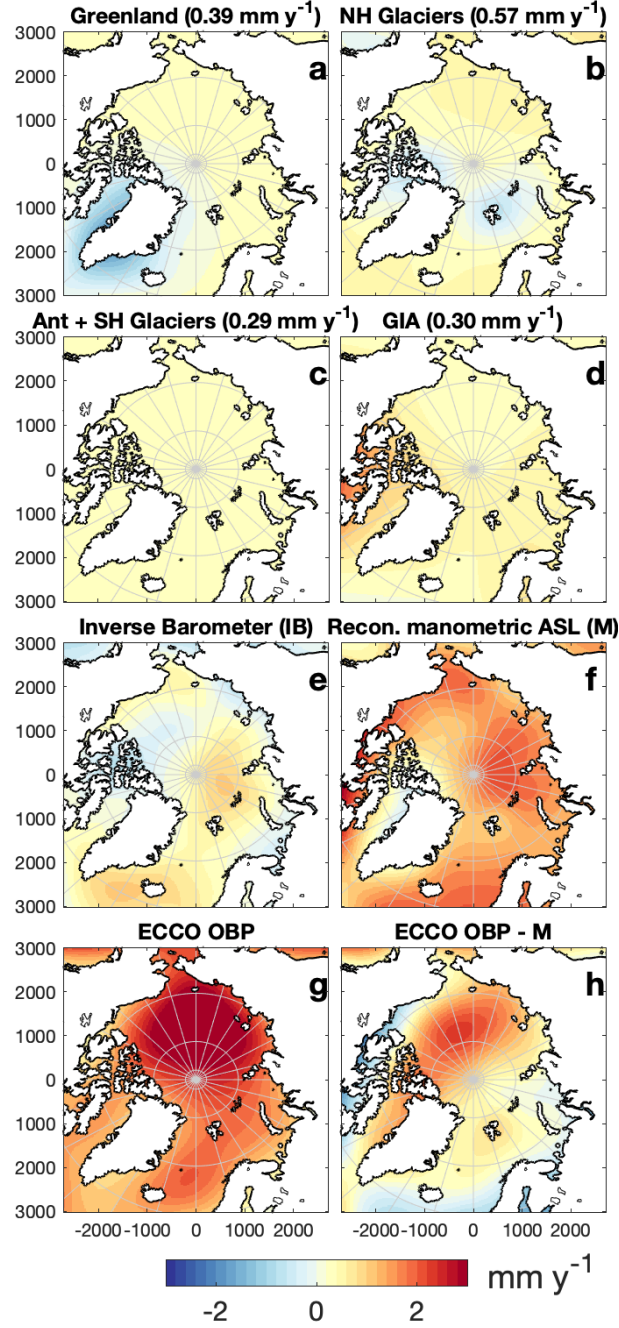 Greenland (0.39 mm y-1) NH Glaciers (0.57 mm y-1)
3000 a b
2000
1000
0
1000
2000
3000
Ant + SH Glaciers (0.29 mm y-1) GIA (0.30 mm y-1)
3000 c d
2000
1000
0
1000
2000
3000
Inverse Barometer (IB) Recon. manometric ASL (M)
3000 e f
2000
1000
0
1000
2000
3000
ECCO OBP ECCO OBP - M
3000 g h
2000
1000
0
1000
2000
3000
-2000 -1000 0 1000 2000 -2000 -1000 0 1000 2000
mm y-1
-2 0 2